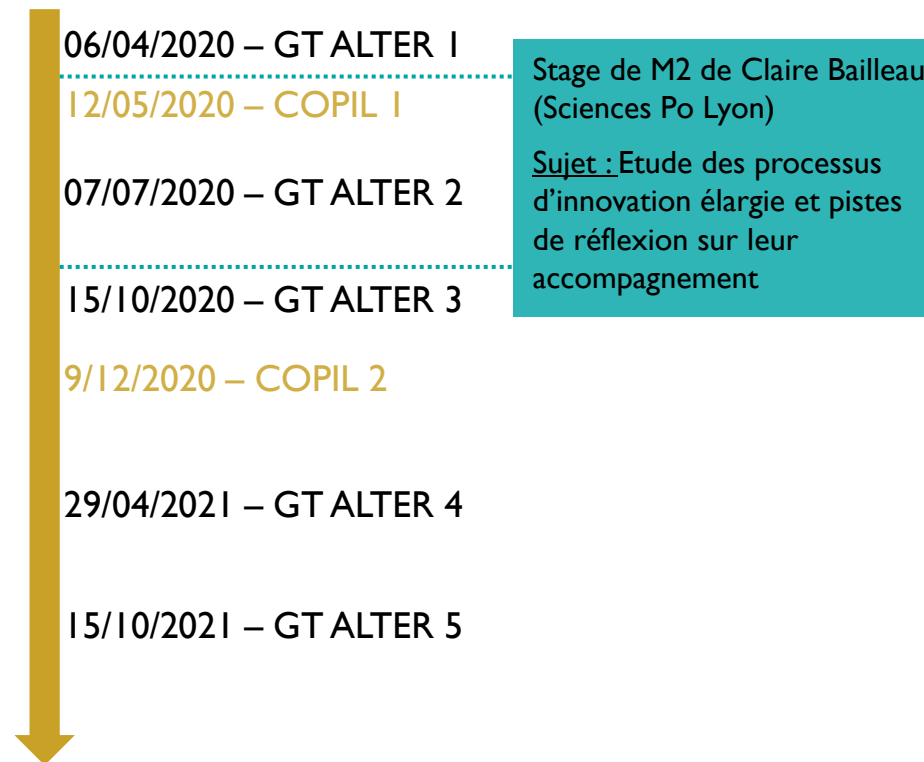 06/04/2020 – GT ALTER 1
12/05/2020 – COPIL 1
07/07/2020 – GT ALTER 2
15/10/2020 – GT ALTER 3
9/12/2020 – COPIL 2
29/04/2021 – GT ALTER 4
15/10/2021 – GT ALTER 5
Stage de M2 de Claire Bailleau
(Sciences Po Lyon)
Sujet : Etude des processus
d’innovation élargie et pistes
de réflexion sur leur
accompagnement